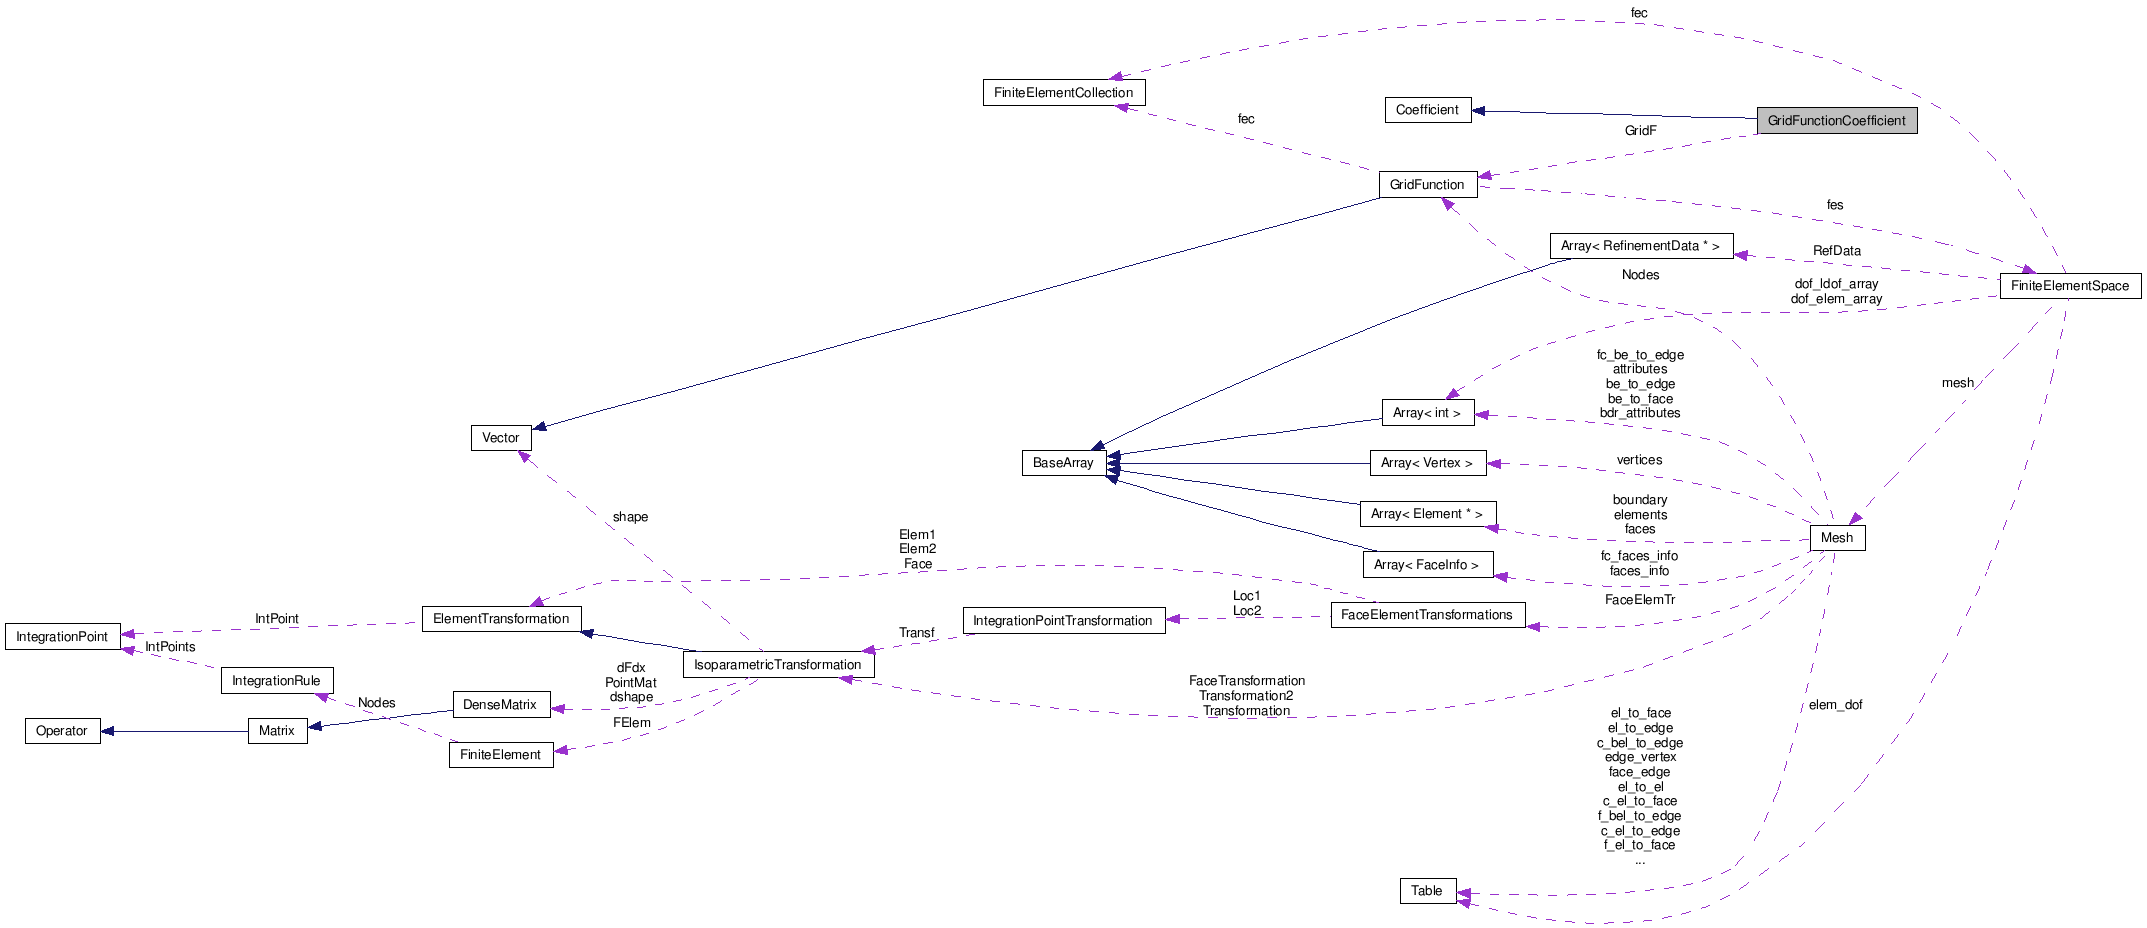 fec
FiniteElementCollection
Coefficient
GridFunctionCoefficient
fec
GridF
GridFunction
fes
Array< RefinementData * >
RefData
Nodes
FiniteElementSpace
dof_ldof_array
dof_elem_array
fc_be_to_edge
attributes
be_to_edge
be_to_face
bdr_attributes
mesh
Array< int >
Vector
BaseArray
Array< Vertex >
vertices
boundary
elements
faces
Array< Element * >
shape
Mesh
Elem1
Elem2
Face
Array< FaceInfo >
fc_faces_info
faces_info
Loc1
Loc2
FaceElemTr
IntPoint
ElementTransformation
IntegrationPointTransformation
FaceElementTransformations
IntegrationPoint
Transf
IntPoints
IsoparametricTransformation
IntegrationRule
dFdx
PointMat
dshape
FaceTransformation
Transformation2
Transformation
Nodes
DenseMatrix
elem_dof
FElem
Operator
Matrix
FiniteElement
el_to_face
el_to_edge
c_bel_to_edge
edge_vertex
face_edge
el_to_el
c_el_to_face
f_bel_to_edge
c_el_to_edge
f_el_to_face
...
Table